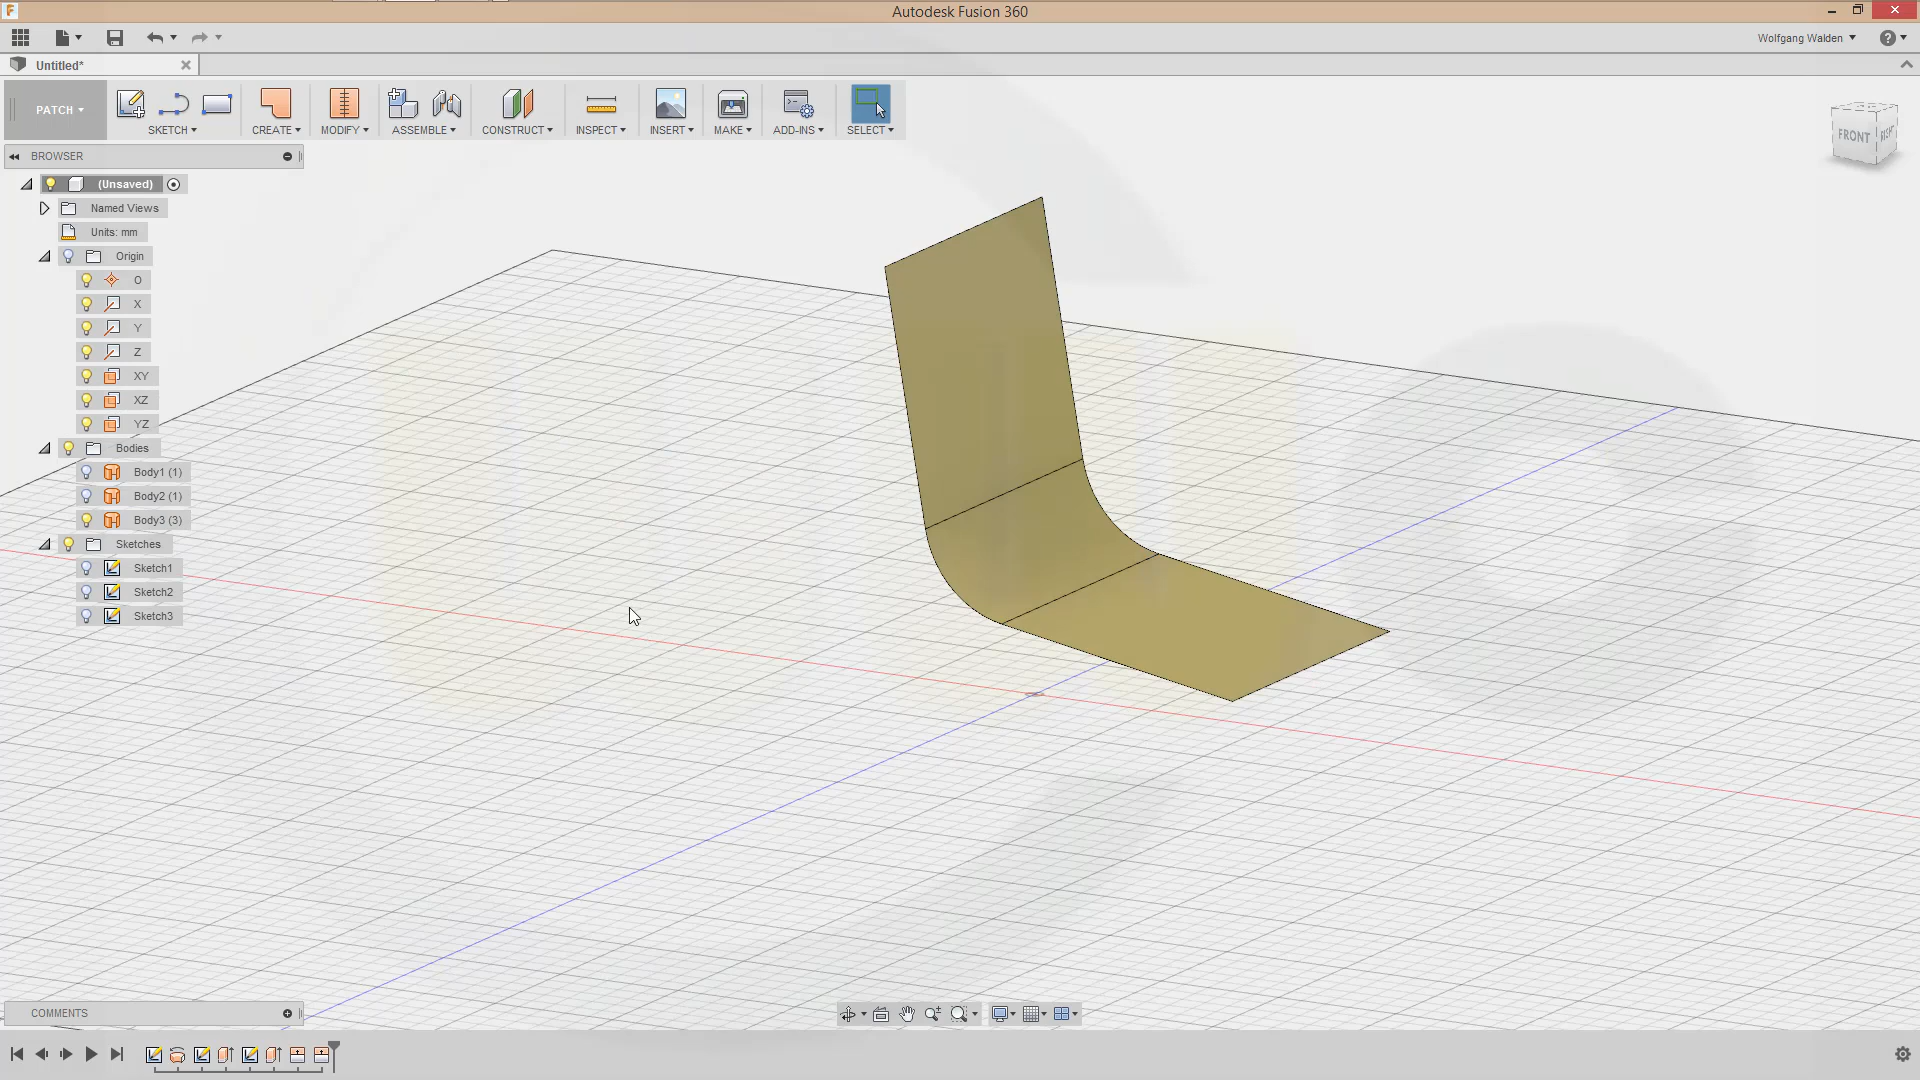 Autodesk Fusion 360
Wolfgang Walden
Untitled*
PATCH
SKETCH
CREATE
MODIFY
ASSEMBLE
CONSTRUCT
INSPECT
INSERT
MAKE
ADD-INS
SELECT
FRONT
RIGHT
BROWSER
(Unsaved)
Named Views
Units: mm
Origin
O
X
Y
Z
XY
XZ
YZ
Bodies
Body1 (1)
Body2 (1)
Body3 (3)
Sketches
Sketch1
Sketch2
Sketch3
COMMENTS